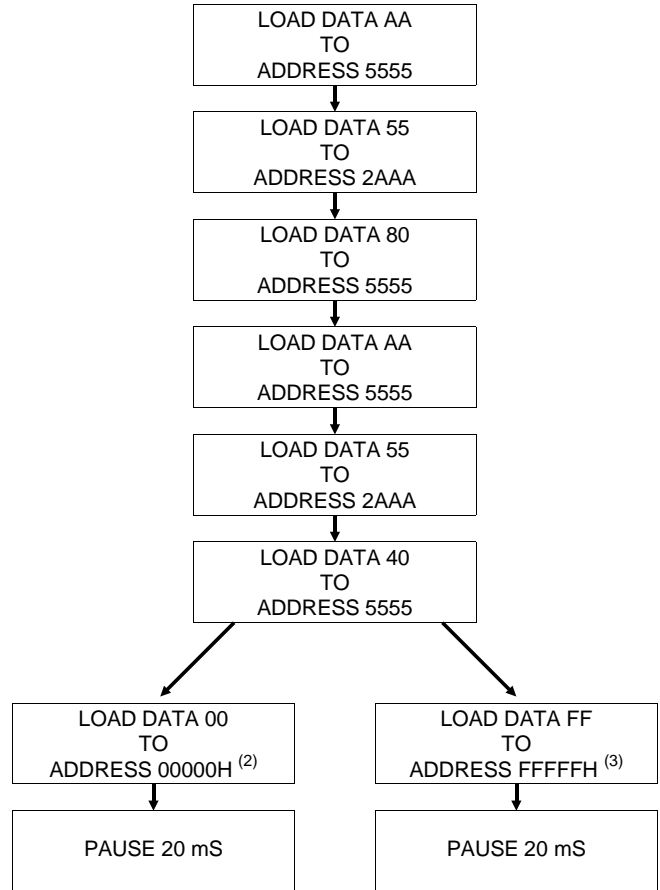 LOAD DATA AA
TO
ADDRESS 5555
LOAD DATA 55
TO
ADDRESS 2AAA
LOAD DATA 80
TO
ADDRESS 5555
LOAD DATA AA
TO
ADDRESS 5555
LOAD DATA 55
TO
ADDRESS 2AAA
LOAD DATA 40
TO
ADDRESS 5555
LOAD DATA 00
TO
ADDRESS 00000H (2)
PAUSE 20 mS
LOAD DATA FF
TO
ADDRESS FFFFFH (3)
PAUSE 20 mS